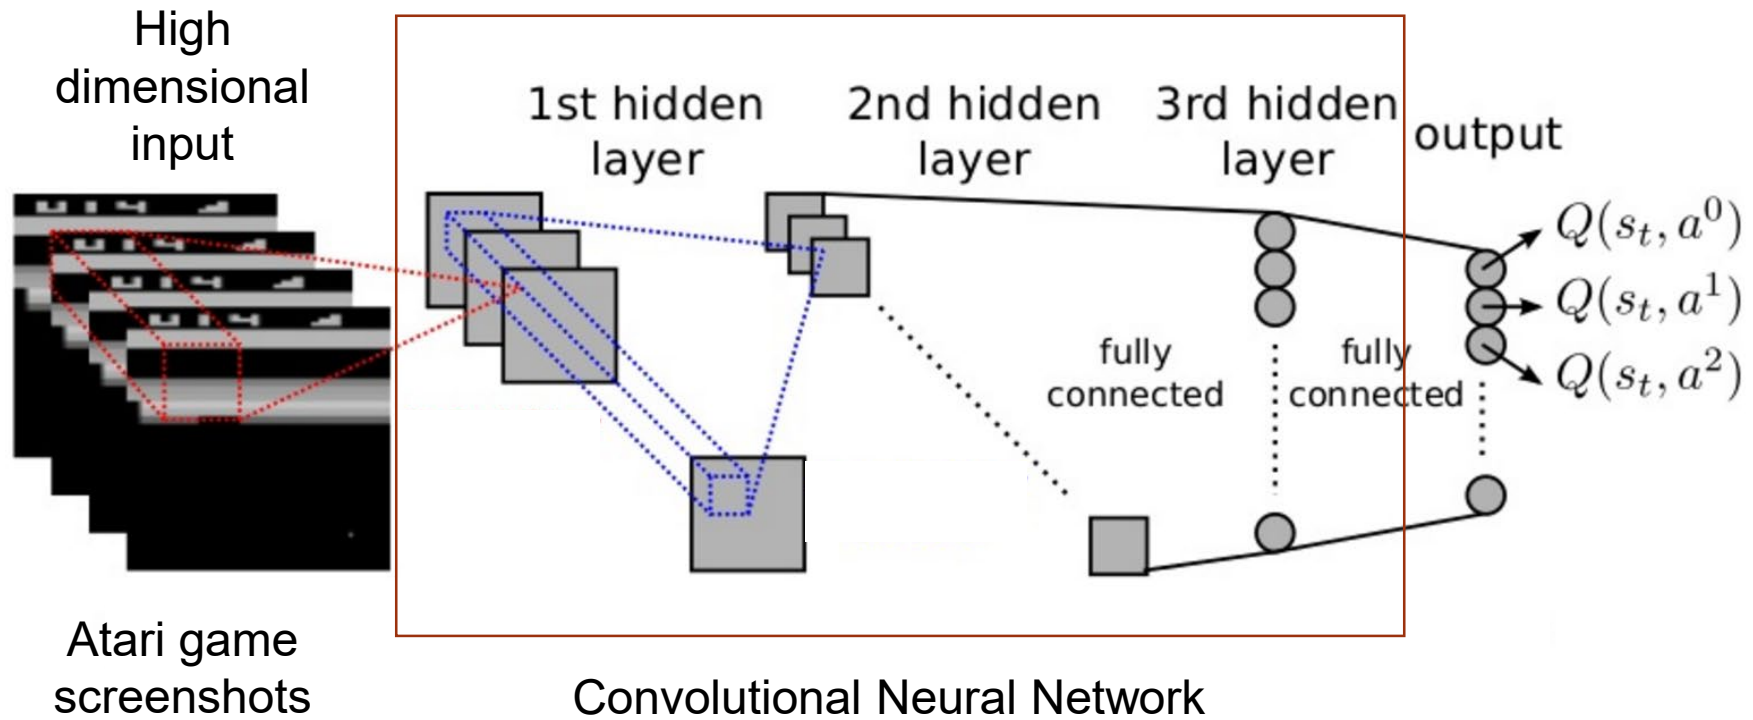 High
dimensional
input
1st hidden
layer
2nd hidden
layer
3rd hidden
layer
output
Q(s_t, a^0)
Q(s_t, a^1)
Q(s_t, a^2)
fully
connected
fully
connected
Atari game
screenshots
Convolutional Neural Network